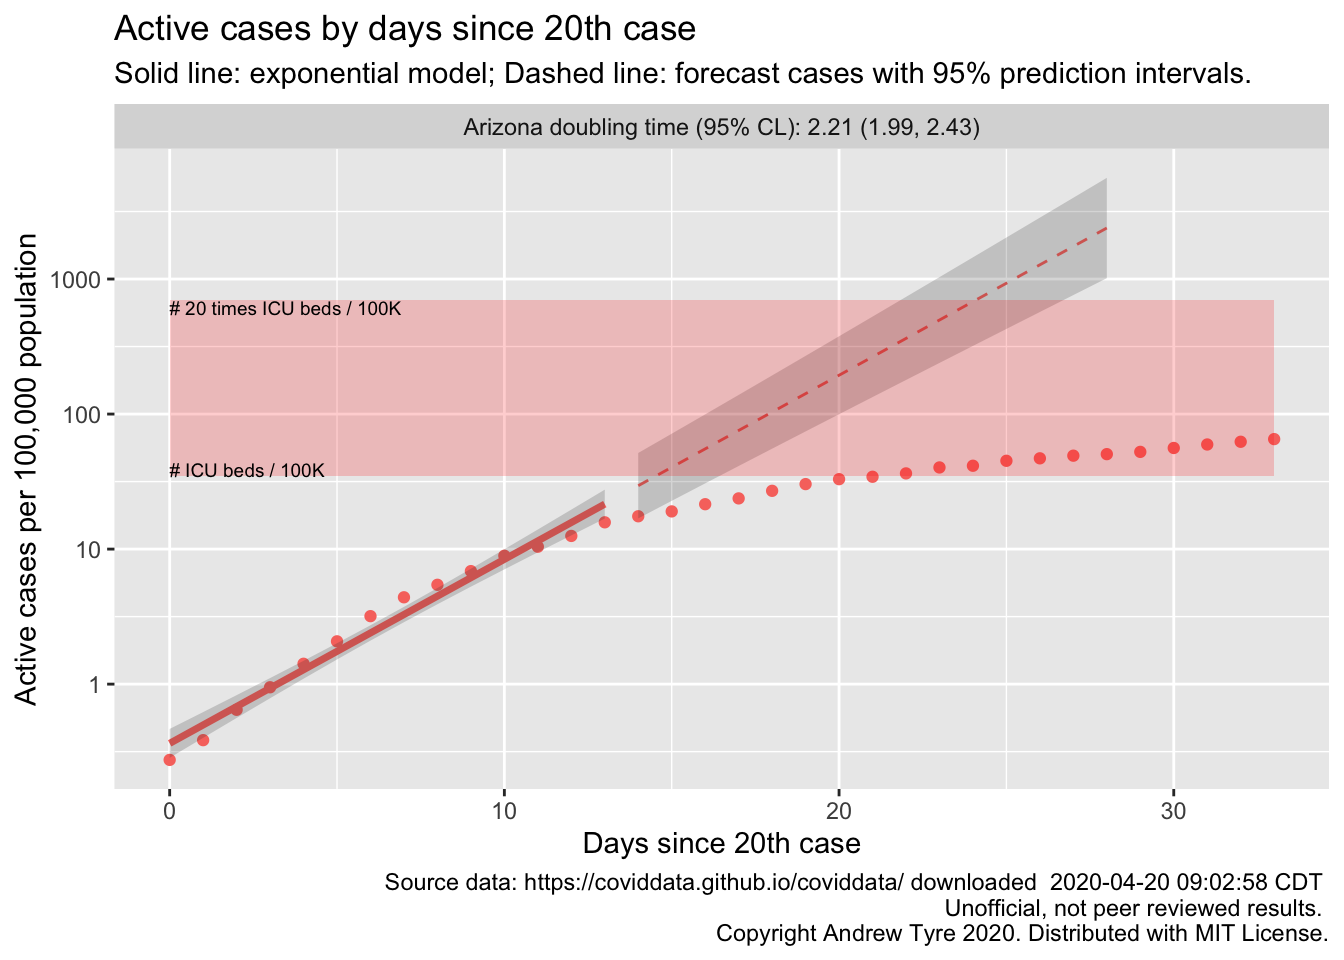 Active cases by days since 20th case
Solid line: exponential model; Dashed line: forecast cases with 95% prediction intervals.
Arizona doubling time (95% CL): 2.21 (1.99, 2.43)
Active cases per 100,000 population
1000
100
10
1
# 20 times ICU beds / 100K
# ICU beds / 100K
0
10
20
30
Days since 20th case
Source data: https://coviddata.github.io/coviddata/ downloaded  2020-04-20 09:02:58 CDT
Unofficial, not peer reviewed results.
Copyright Andrew Tyre 2020. Distributed with MIT License.